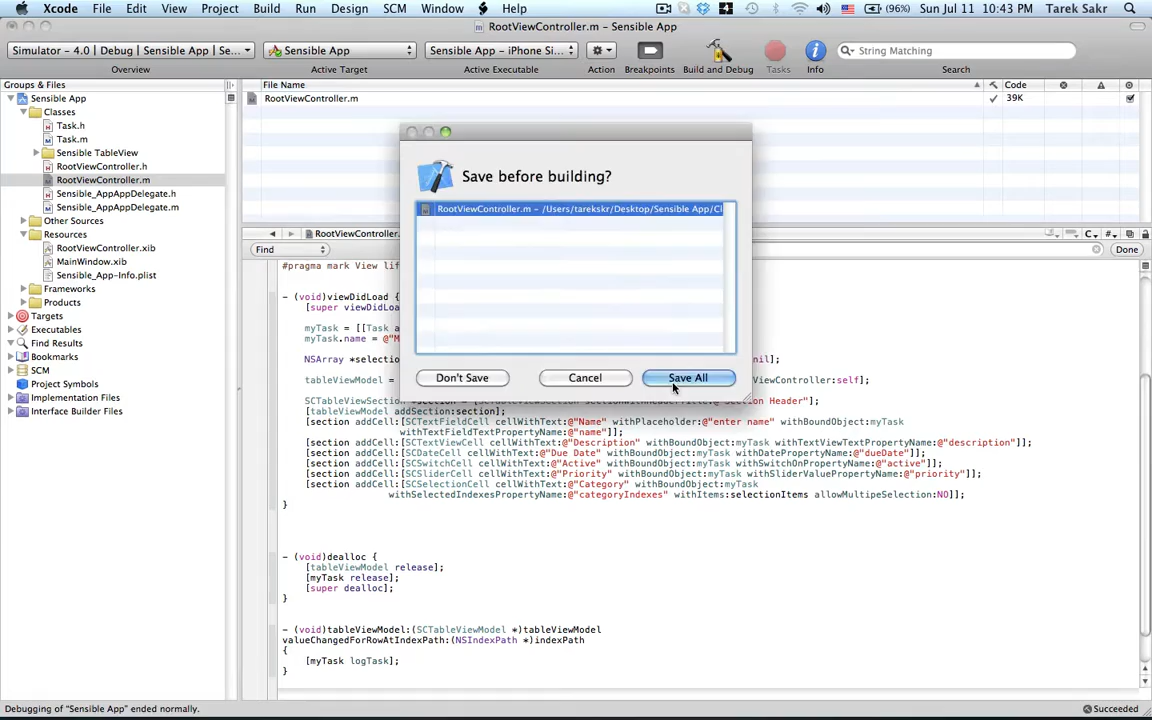 Xcode File Edit View Project Build Run Design SCM Window Help 4 (96%) Sun Jul 11 10:43 PM Tarek Sakr
RootViewController.m – Sensible App
Simulator - 4.0 | Debug | Sensible App | Se... Sensible App Sensible App – iPhone Si... String Matching
Overview Active Target Active Executable Action Breakpoints Build and Debug Tasks Info Search
Groups & Files File Name Code
Sensible App RootViewController.m 39K
Classes
Task.h
Task.m
Sensible TableView
RootViewController.h
RootViewController.m
Sensible_AppAppDelegate.h
Sensible_AppAppDelegate.m
Other Sources
Resources
RootViewController.xib
MainWindow.xib
Sensible_App-Info.plist
Frameworks
Products
Targets
Executables
Find Results
Bookmarks
SCM
Project Symbols
Implementation Files
Interface Builder Files
Save before building?
RootViewController.m – /Users/tarekskr/Desktop/Sensible App/Cl
Don't Save Cancel Save All
RootViewController.
C #
Find Done
#pragma mark View lif
- (void)viewDidLoad {
[super viewDidLoa
myTask = [[Task a
myTask.name = @"M
NSArray *selection nil];
tableViewModel = ViewController:self];
SCTableViewSection *section = [SCTableViewSection sectionWithHeaderTitle:@"Section Header"];
[tableViewModel addSection:section];
[section addCell:[SCTextFieldCell cellWithText:@"Name" withPlaceholder:@"enter name" withBoundObject:myTask
withTextFieldTextPropertyName:@"name"]];
[section addCell:[SCTextViewCell cellWithText:@"Description" withBoundObject:myTask withTextViewTextPropertyName:@"description"]];
[section addCell:[SCDateCell cellWithText:@"Due Date" withBoundObject:myTask withDatePropertyName:@"dueDate"]];
[section addCell:[SCSwitchCell cellWithText:@"Active" withBoundObject:myTask withSwitchOnPropertyName:@"active"]];
[section addCell:[SCSliderCell cellWithText:@"Priority" withBoundObject:myTask withSliderValuePropertyName:@"priority"]];
[section addCell:[SCSelectionCell cellWithText:@"Category" withBoundObject:myTask
withSelectedIndexesPropertyName:@"categoryIndexes" withItems:selectionItems allowMultipeSelection:NO]];
}
- (void)dealloc {
[tableViewModel release];
[myTask release];
[super dealloc];
}
- (void)tableViewModel:(SCTableViewModel *)tableViewModel
valueChangedForRowAtIndexPath:(NSIndexPath *)indexPath
{
[myTask logTask];
}
Debugging of "Sensible App" ended normally. Succeeded